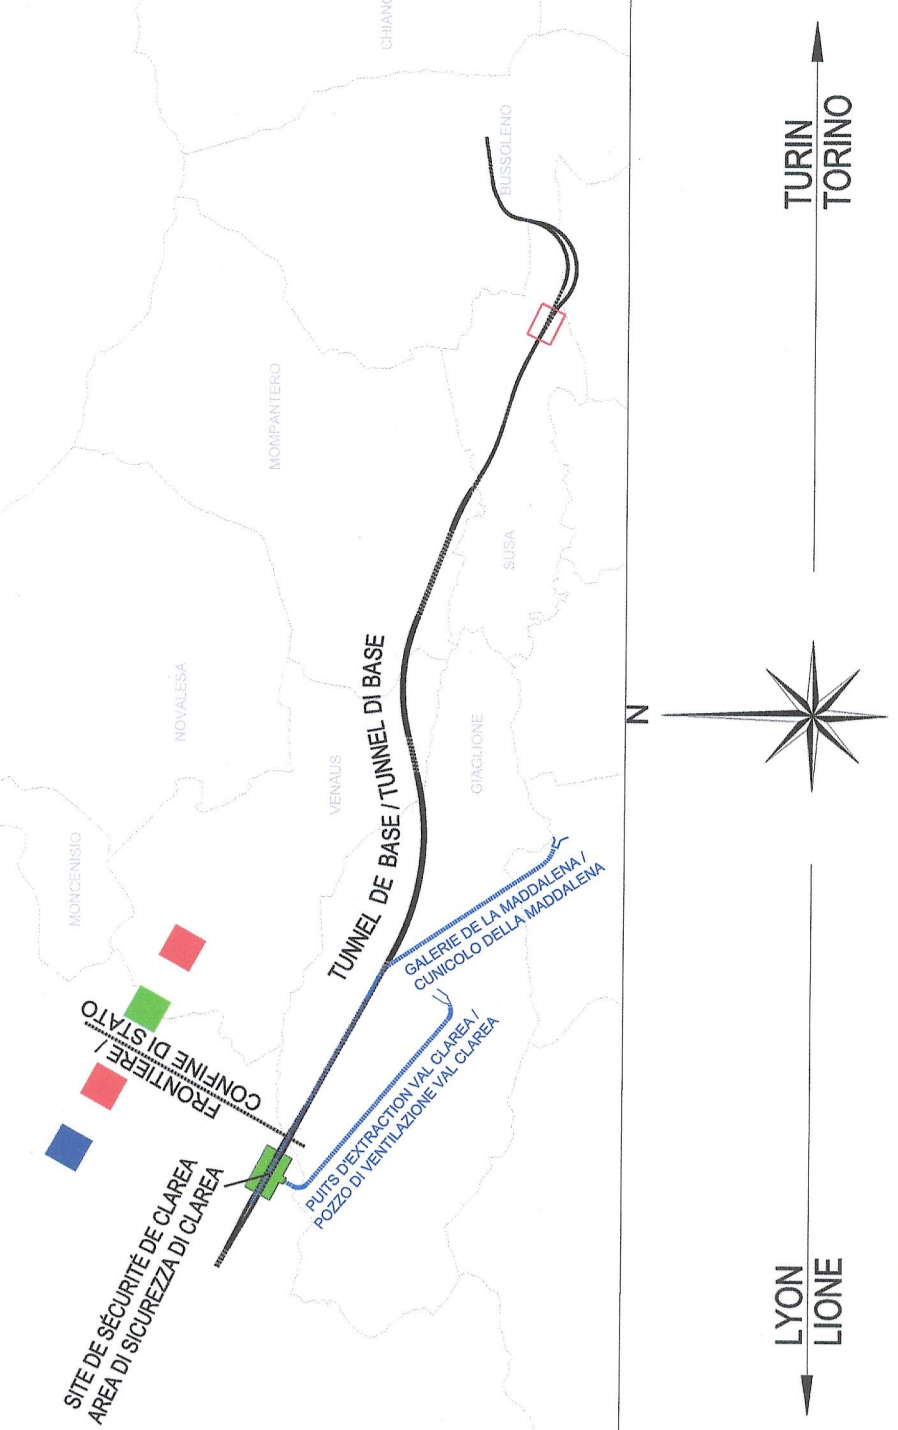 SITE DE SÉCURITÉ DE CLAREA
AREA DI SICUREZZA DI CLAREA
FRONTIERE /
CONFINE DI STATO
MONCENISIO
NOVALESA
VENAUS
MOMPANTERO
GIAGLIONE
SUSA
BUSSOLENO
TUNNEL DE BASE / TUNNEL DI BASE
PUITS D'EXTRACTION VAL CLAREA /
POZZO DI VENTILAZIONE VAL CLAREA
GALERIE DE LA MADDALENA /
CUNICOLO DELLA MADDALENA
LYON
LIONE
N
TURIN
TORINO